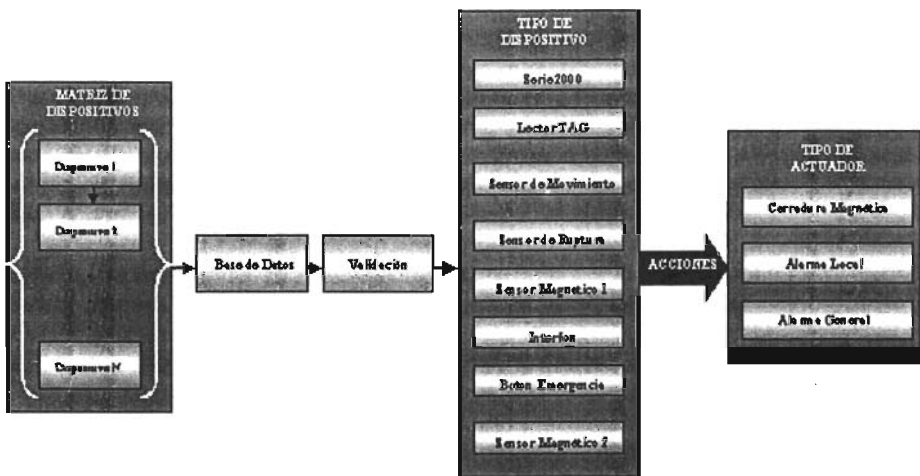 MATRIZ DE
DISPOSITIVOS
Dispositivo 1
Dispositivo 2
Dispositivo N
Base de Datos
Validación
TIPO DE
DISPOSITIVO
Serie2000
Lector TAG
Sensor de Movimiento
Sensor de Ruptura
Sensor Magnético 1
Interfon
Boton Emergencia
Sensor Magnético 2
ACCIONES
TIPO DE
ACTUADOR
Cerradura Magnética
Alarma Local
Alarma General